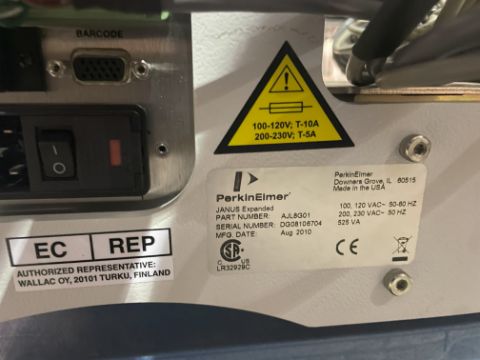 BARCODE
100-120V; T-10A
200-230V; T-5A
PerkinElmer
JANUS Expanded
PART NUMBER: AJL8G01
SERIAL NUMBER: DG08106704
MFG. DATE: Aug 2010
PerkinElmer
Downers Grove, IL 60515
Made in the USA
100, 120 VAC~ 50-60 HZ
200, 230 VAC~ 50 HZ
525 VA
C US
LR32929C
CE
EC REP
AUTHORIZED REPRESENTATIVE:
WALLAC OY, 20101 TURKU, FINLAND